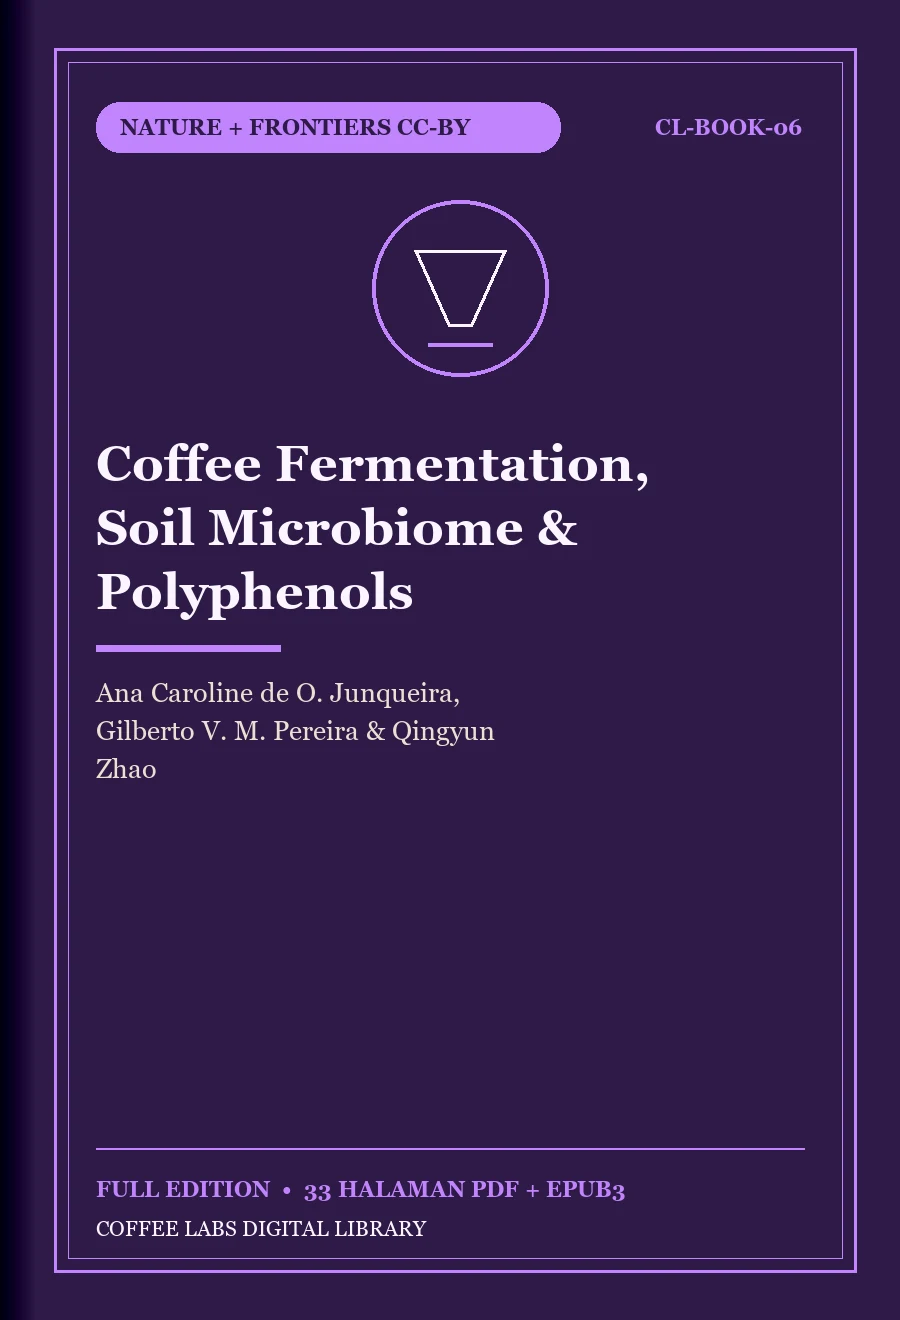 NATURE + FRONTIERS CC-BY
CL-BOOK-06
Coffee Fermentation,
Soil Microbiome &
Polyphenols
Ana Caroline de O. Junqueira,
Gilberto V. M. Pereira & Qingyun
Zhao
FULL EDITION • 33 HALAMAN PDF + EPUB3
COFFEE LABS DIGITAL LIBRARY